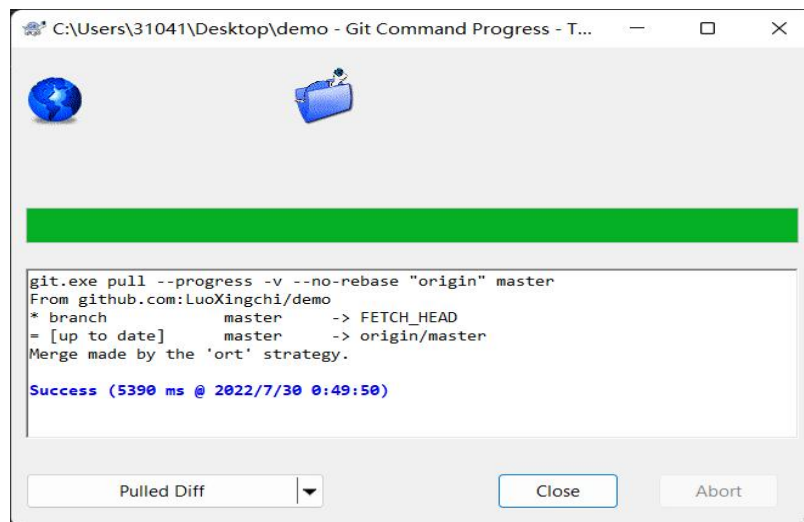 C:\Users\31041\Desktop\demo - Git Command Progress - T...
git.exe pull --progress -v --no-rebase "origin" master
From github.com:LuoXingchi/demo
* branch            master     -> FETCH_HEAD
= [up to date]      master     -> origin/master
Merge made by the 'ort' strategy.
Success (5390 ms @ 2022/7/30 0:49:50)
Pulled Diff
Close
Abort